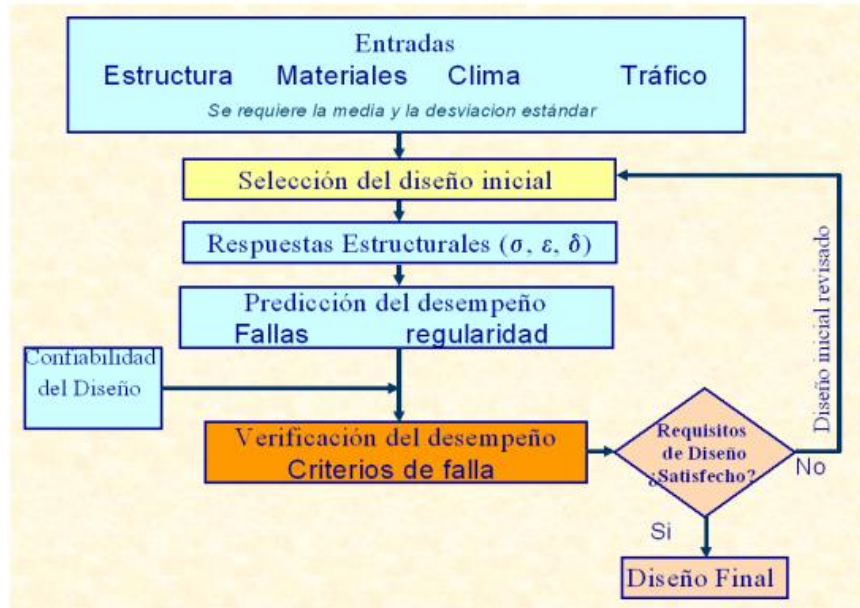 Entradas
Estructura Materiales Clima Tráfico
Se requiere la media y la desviacion estándar
Selección del diseño inicial
Respuestas Estructurales (σ, ε, δ)
Predicción del desempeño
Fallas regularidad
Confiabilidad
del Diseño
Verificación del desempeño
Criterios de falla
Requisitos
de Diseño
¿Satisfecho?
No
Diseño inicial revisado
Si
Diseño Final